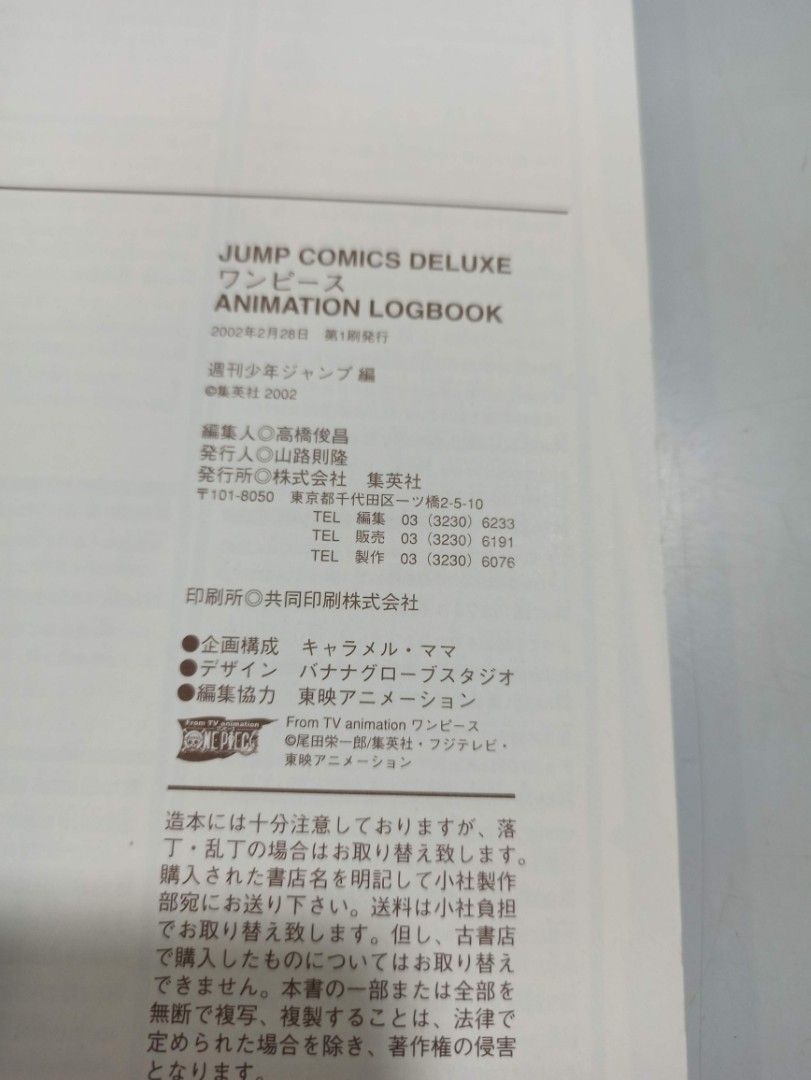 JUMP COMICS DELUXE
ワンピース
ANIMATION LOGBOOK
2002年2月28日　第1刷発行
週刊少年ジャンプ 編
©集英社 2002
編集人◎高橋俊昌
発行人◎山路則隆
発行所◎株式会社　集英社
〒101-8050　東京都千代田区一ツ橋2-5-10
TEL　編集　03（3230）6233
TEL　販売　03（3230）6191
TEL　製作　03（3230）6076
印刷所◎共同印刷株式会社
●企画構成　キャラメル・ママ
●デザイン　バナナグローブスタジオ
●編集協力　東映アニメーション
From TV animation
ONE PIECE
From TV animation ワンピース
©尾田栄一郎/集英社・フジテレビ・
東映アニメーション
造本には十分注意しておりますが、落
丁・乱丁の場合はお取り替え致します。
購入された書店名を明記して小社製作
部宛にお送り下さい。送料は小社負担
でお取り替え致します。但し、古書店
で購入したものについてはお取り替え
できません。本書の一部または全部を
無断で複写、複製することは、法律で
定められた場合を除き、著作権の侵害
となります。